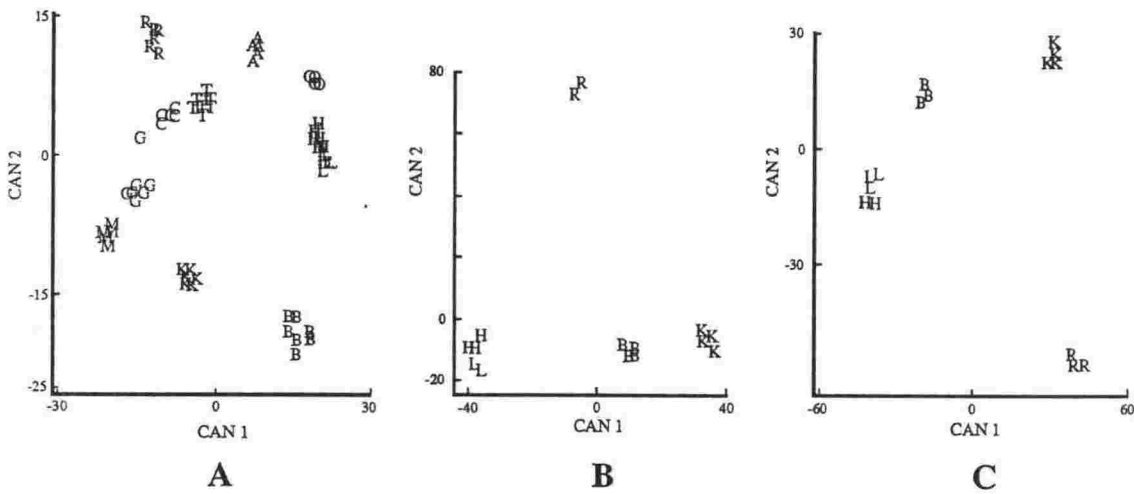 15
R R R R R
A A A A
O O O O
T T T T T
C C C C
G
0
H H H H
L L L
G G G G
M M M M
K K K K K
-15
B B
B B B B
B
-25
CAN 2
-30 0 30
CAN 1
A
80
R
R
0
H
H H
L L
B B B B
K K K K
-20
CAN 2
-40 0 40
CAN 1
B
30
K
K
K K
B
B B
0
L L
L
H H
-30
R
R R
CAN 2
-60 0 60
CAN 1
C